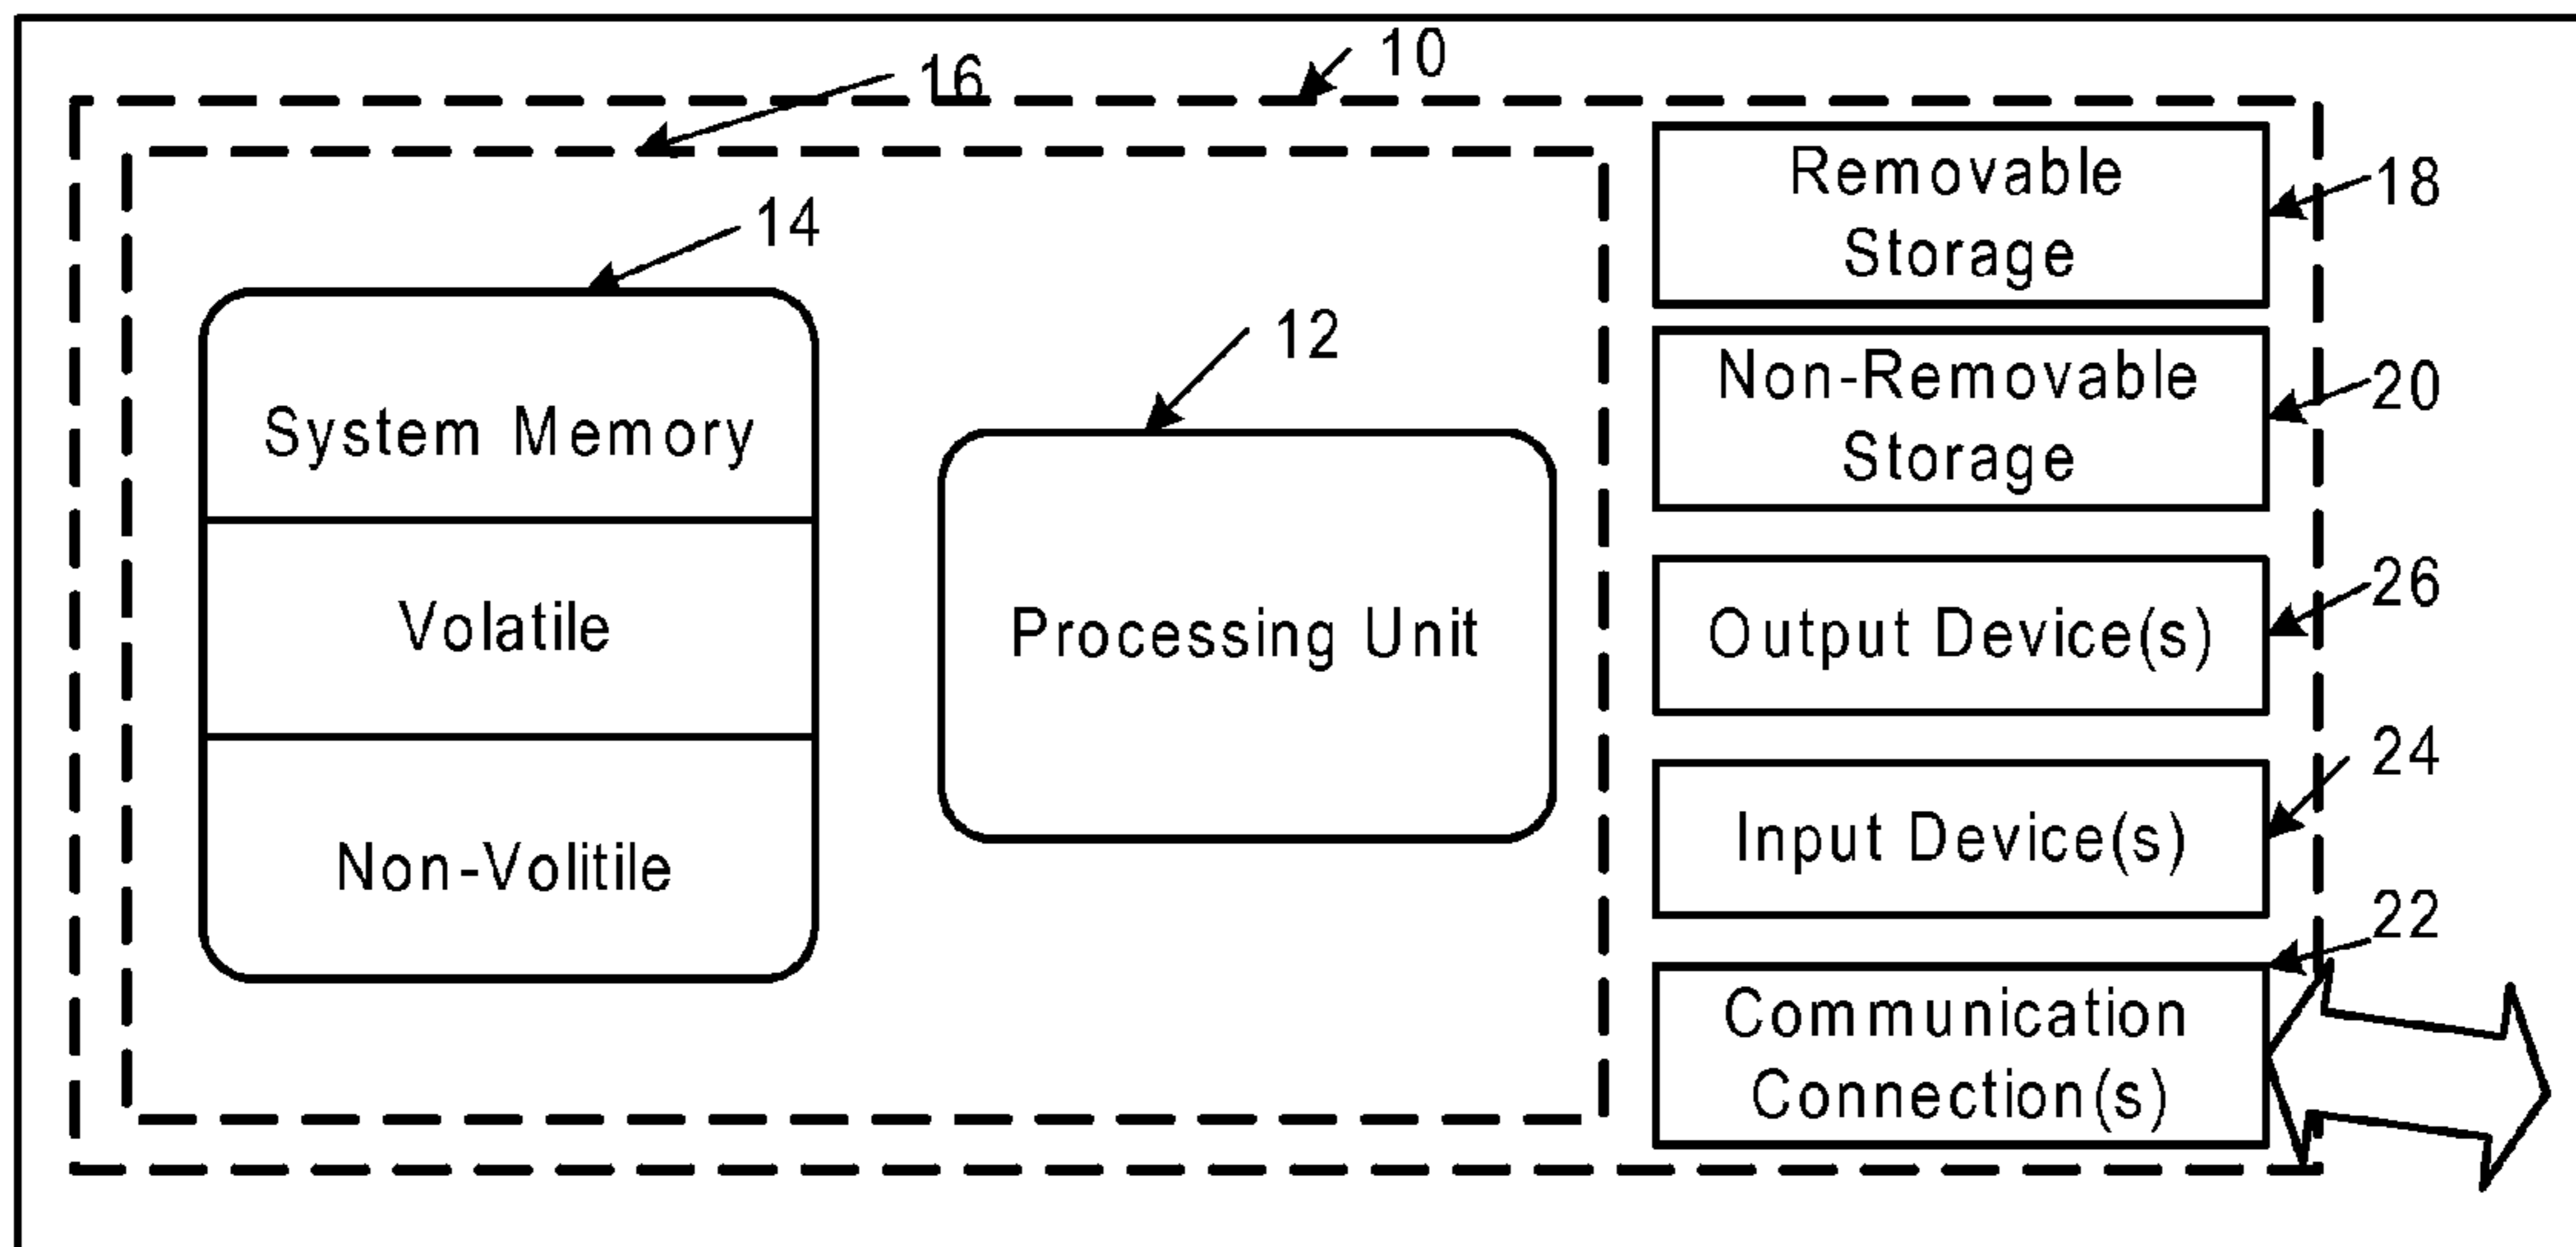 10
16
14
12
System Memory
Volatile
Non-Volitile
Processing Unit
Removable
Storage
18
Non-Removable
Storage
20
Output Device(s)
26
Input Device(s)
24
22
Communication
Connection(s)